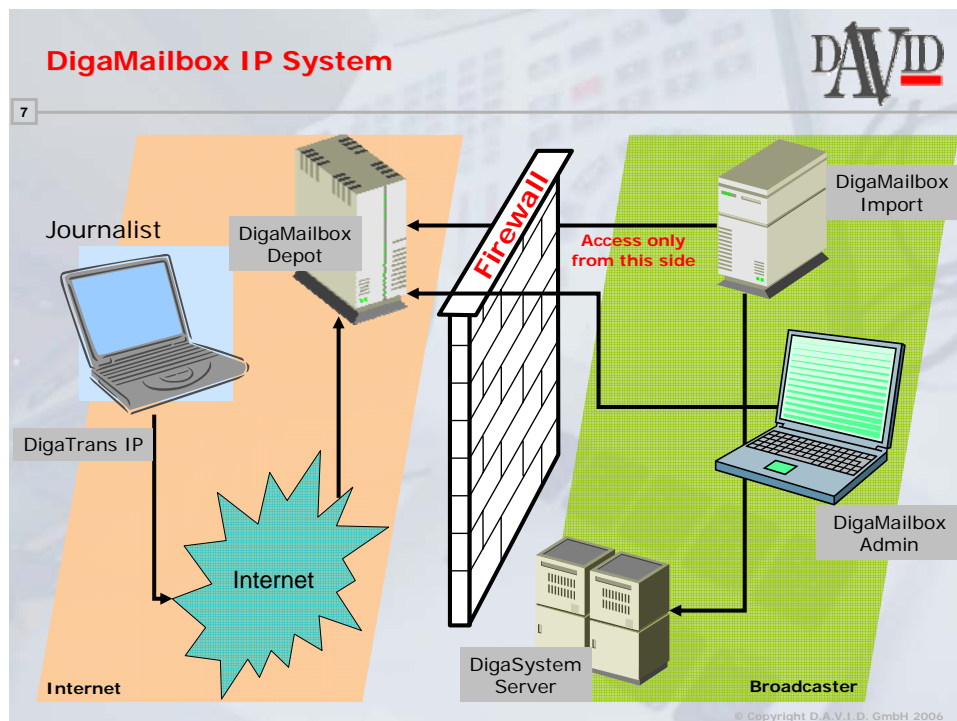 DigaMailbox IP System
DAVID
7
Journalist
DigaMailbox
Depot
Firewall
Access only
from this side
DigaMailbox
Import
DigaTrans IP
Internet
DigaMailbox
Admin
DigaSystem
Server
Internet
Broadcaster
© Copyright D.A.V.I.D. GmbH 2006